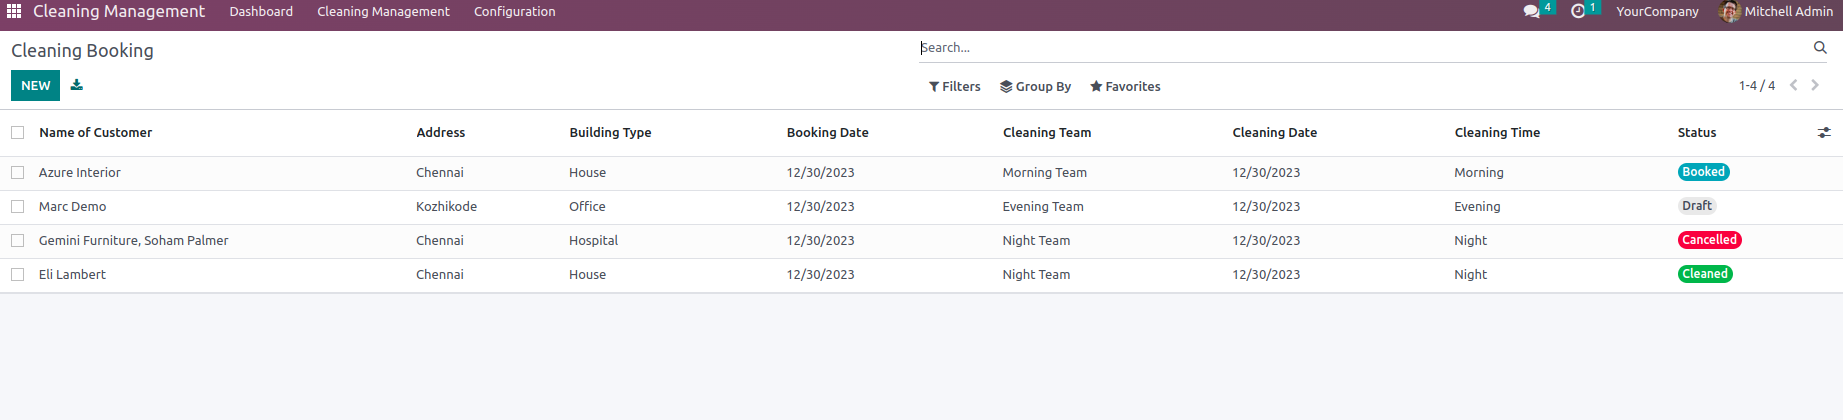 Cleaning Management Dashboard Cleaning Management Configuration 4 1 YourCompany Mitchell Admin
Cleaning Booking Search...
NEW Filters Group By Favorites 1-4 / 4
Name of Customer Address Building Type Booking Date Cleaning Team Cleaning Date Cleaning Time Status
Azure Interior Chennai House 12/30/2023 Morning Team 12/30/2023 Morning Booked
Marc Demo Kozhikode Office 12/30/2023 Evening Team 12/30/2023 Evening Draft
Gemini Furniture, Soham Palmer Chennai Hospital 12/30/2023 Night Team 12/30/2023 Night Cancelled
Eli Lambert Chennai House 12/30/2023 Night Team 12/30/2023 Night Cleaned